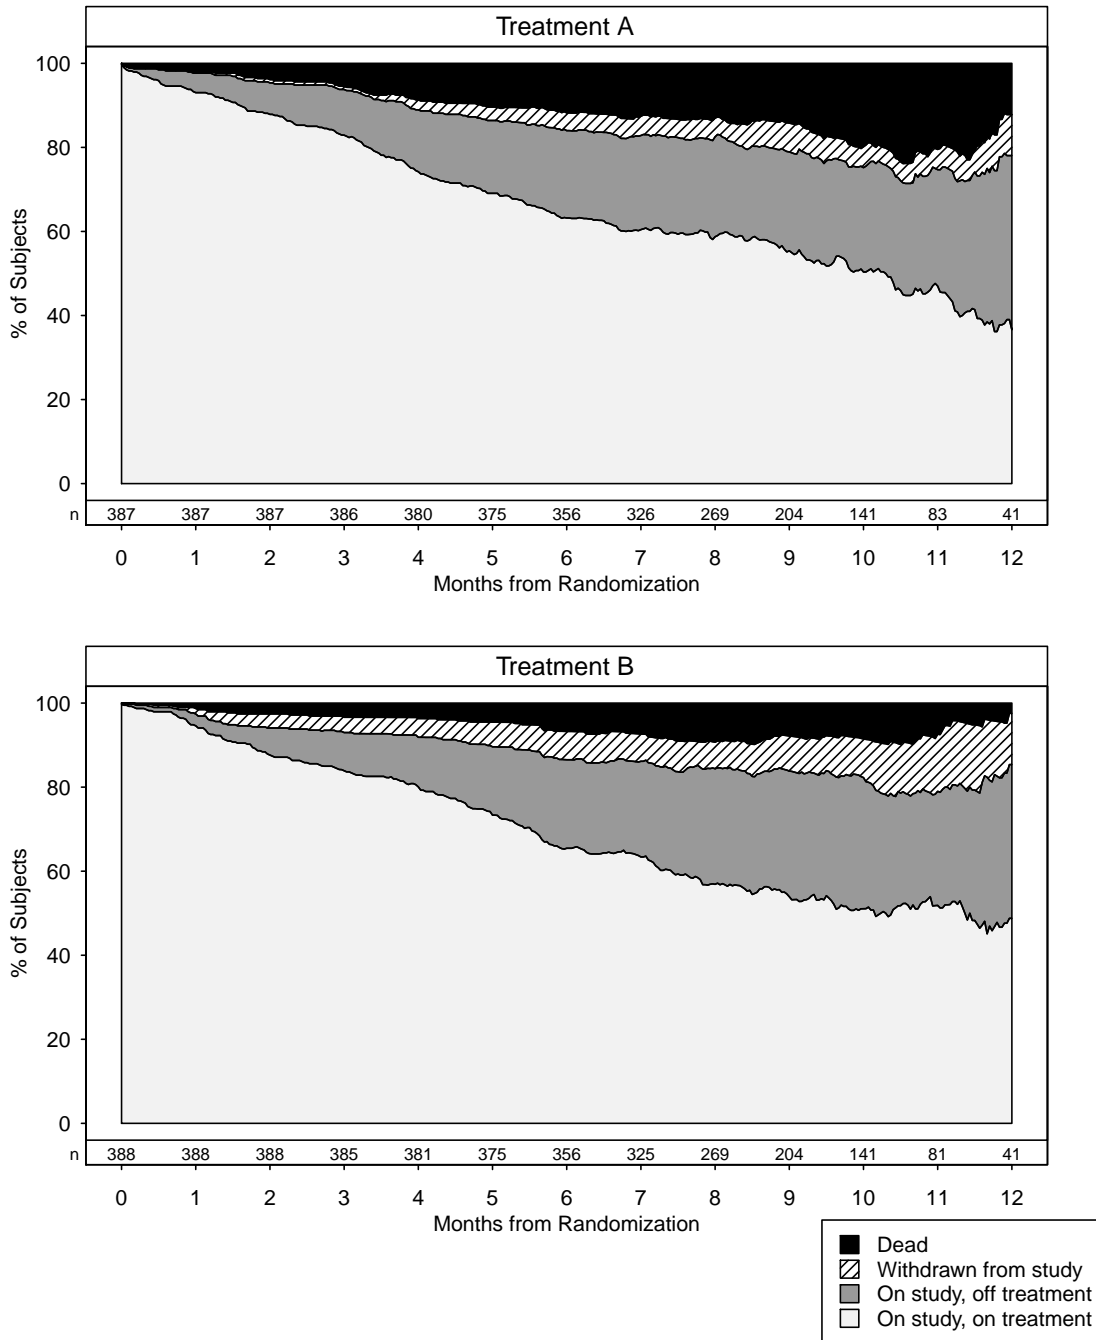 Treatment A
100
80
60
40
20
0
% of Subjects
n 387 387 387 386 380 375 356 326 269 204 141 83 41
0 1 2 3 4 5 6 7 8 9 10 11 12
Months from Randomization
Treatment B
100
80
60
40
20
0
% of Subjects
n 388 388 388 385 381 375 356 325 269 204 141 81 41
0 1 2 3 4 5 6 7 8 9 10 11 12
Months from Randomization
Dead
Withdrawn from study
On study, off treatment
On study, on treatment